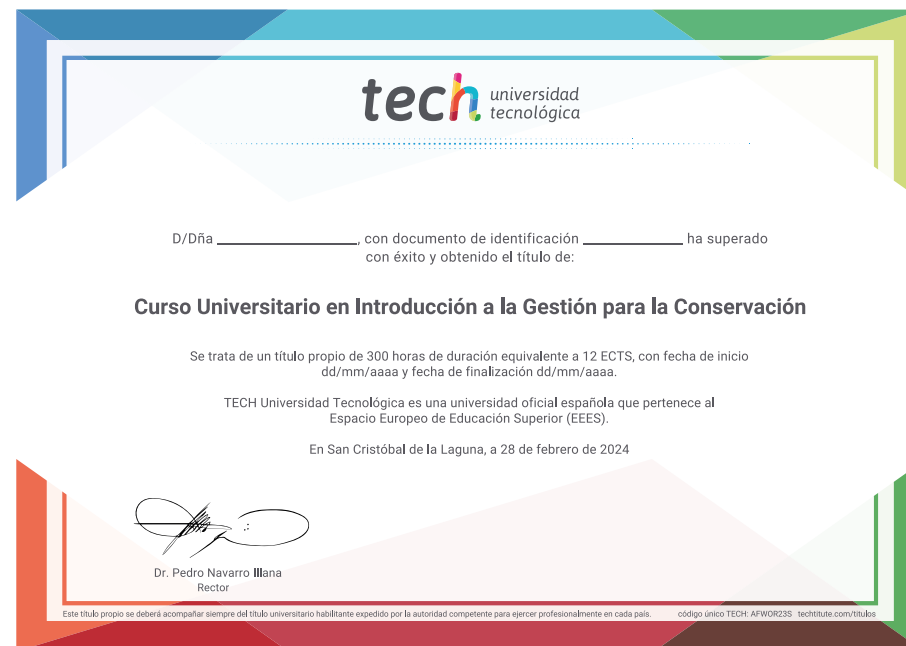 tech universidad
tecnológica
D/Dña ________________, con documento de identificación ____________ ha superado
con éxito y obtenido el título de:
Curso Universitario en Introducción a la Gestión para la Conservación
Se trata de un título propio de 300 horas de duración equivalente a 12 ECTS, con fecha de inicio
dd/mm/aaaa y fecha de finalización dd/mm/aaaa.
TECH Universidad Tecnológica es una universidad oficial española que pertenece al
Espacio Europeo de Educación Superior (EEES).
En San Cristóbal de la Laguna, a 28 de febrero de 2024
Dr. Pedro Navarro Illana
Rector
Este título propio se deberá acompañar siempre del título universitario habilitante expedido por la autoridad competente para ejercer profesionalmente en cada país. código único TECH: AFWOR23S techtitute.com/titulos